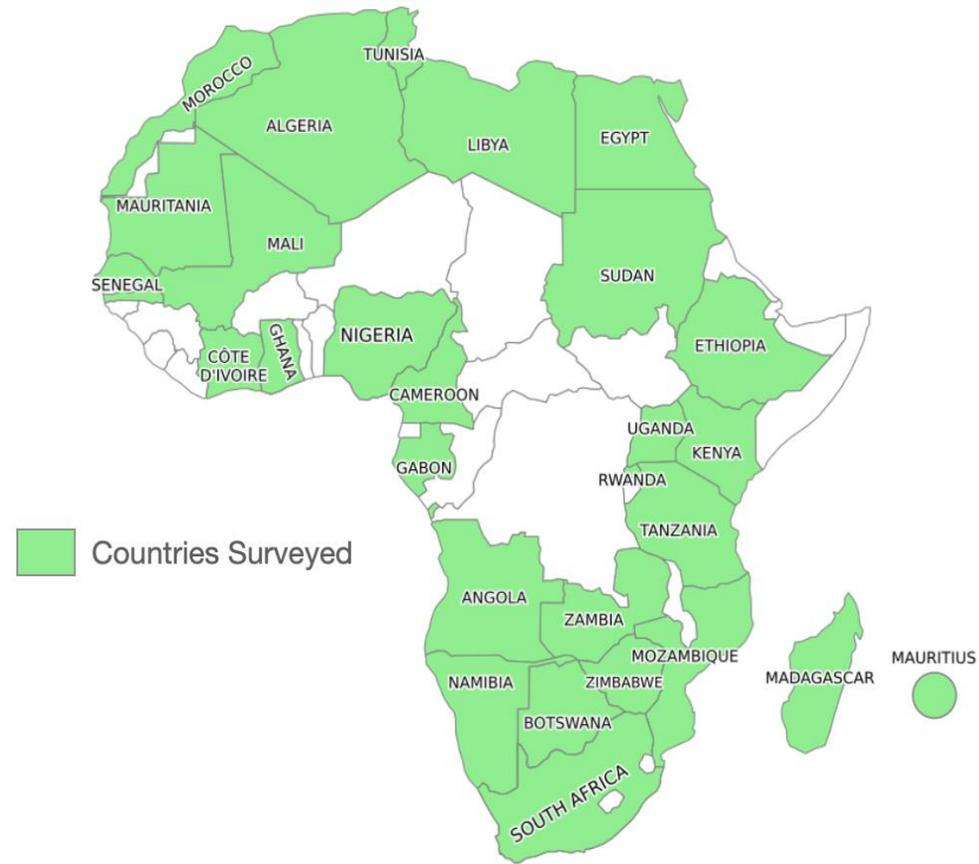 TUNISIA
MOROCCO
ALGERIA
LIBYA
EGYPT
MAURITANIA
MALI
SENEGAL
SUDAN
NIGERIA
GHANA
CÔTE
D'IVOIRE
ETHIOPIA
CAMEROON
UGANDA
KENYA
GABON
RWANDA
TANZANIA
Countries Surveyed
ANGOLA
ZAMBIA
MOZAMBIQUE
MAURITIUS
NAMIBIA
ZIMBABWE
MADAGASCAR
BOTSWANA
SOUTH AFRICA